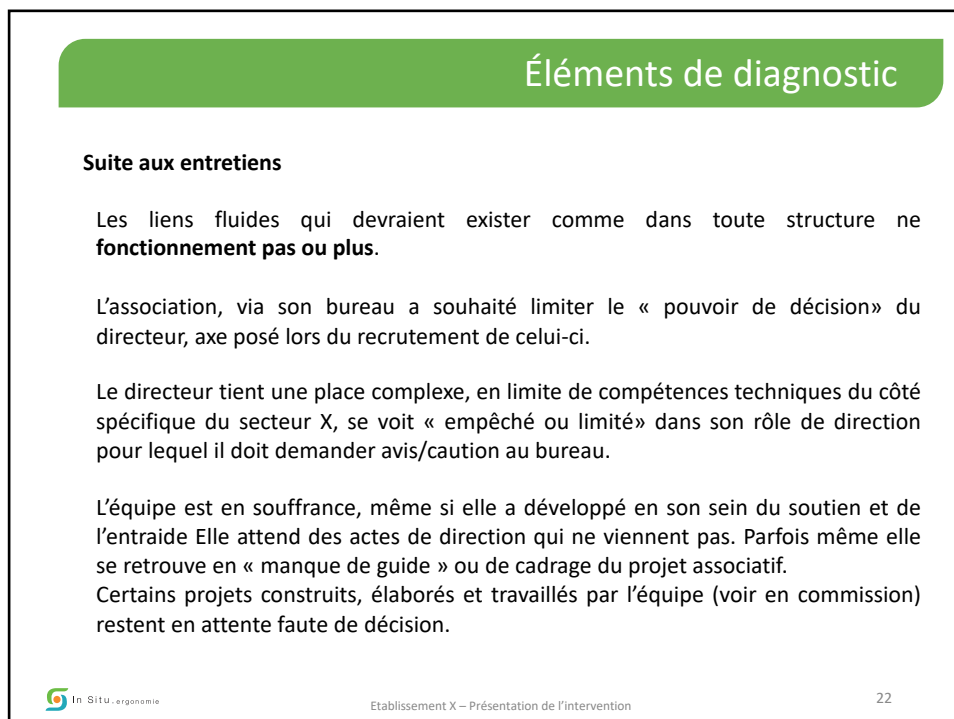 Éléments de diagnostic
Suite aux entretiens
Les liens fluides qui devraient exister comme dans toute structure ne
fonctionnement pas ou plus.
L’association, via son bureau a souhaité limiter le « pouvoir de décision» du
directeur, axe posé lors du recrutement de celui-ci.
Le directeur tient une place complexe, en limite de compétences techniques du côté
spécifique du secteur X, se voit « empêché ou limité» dans son rôle de direction
pour lequel il doit demander avis/caution au bureau.
L’équipe est en souffrance, même si elle a développé en son sein du soutien et de
l’entraide Elle attend des actes de direction qui ne viennent pas. Parfois même elle
se retrouve en « manque de guide » ou de cadrage du projet associatif.
Certains projets construits, élaborés et travaillés par l’équipe (voir en commission)
restent en attente faute de décision.
In Situ.ergonomie
Etablissement X – Présentation de l’intervention
22